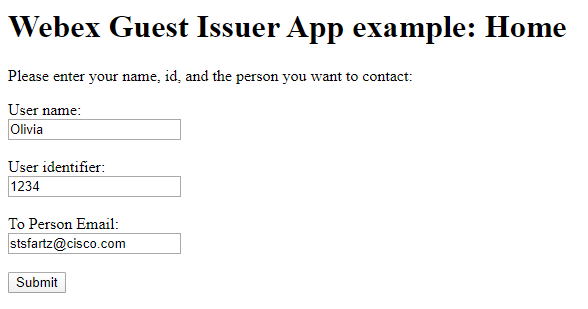 Webex Guest Issuer App example: Home
Please enter your name, id, and the person you want to contact:
User name:
Olivia
User identifier:
1234
To Person Email:
stsfartz@cisco.com
Submit